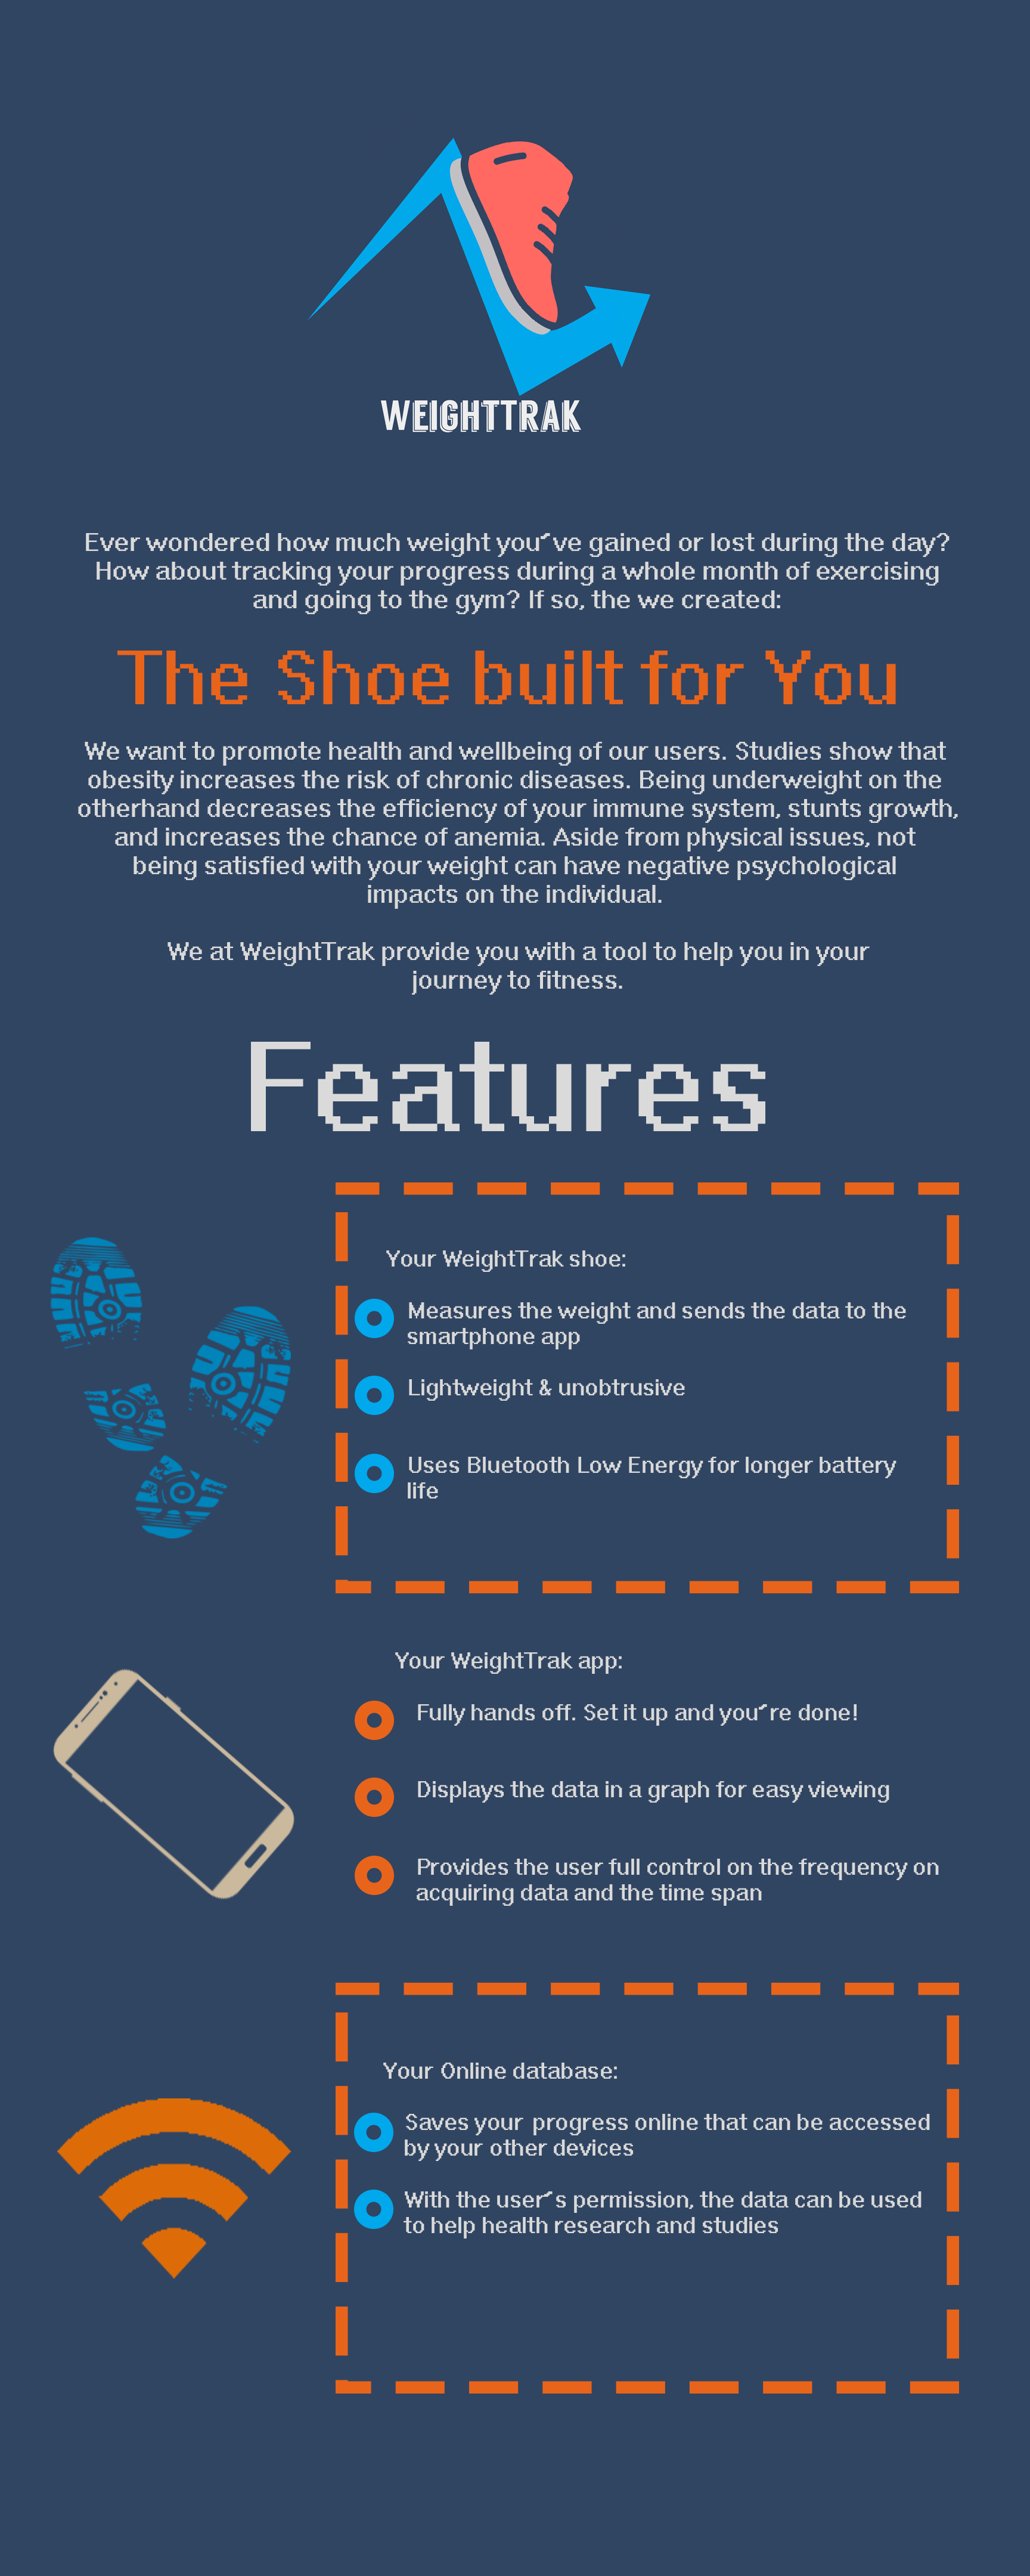 WEIGHTTRAK
Ever wondered how much weight you´ve gained or lost during the day?
How about tracking your progress during a whole month of exercising
and going to the gym? If so, the we created:
The Shoe built for You
We want to promote health and wellbeing of our users. Studies show that
obesity increases the risk of chronic diseases. Being underweight on the
otherhand decreases the efficiency of your immune system, stunts growth,
and increases the chance of anemia. Aside from physical issues, not
being satisfied with your weight can have negative psychological
impacts on the individual.
We at WeightTrak provide you with a tool to help you in your
journey to fitness.
Features
Your WeightTrak shoe:
Measures the weight and sends the data to the
smartphone app
Lightweight & unobtrusive
Uses Bluetooth Low Energy for longer battery
life
Your WeightTrak app:
Fully hands off. Set it up and you´re done!
Displays the data in a graph for easy viewing
Provides the user full control on the frequency on
acquiring data and the time span
Your Online database:
Saves your progress online that can be accessed
by your other devices
With the user´s permission, the data can be used
to help health research and studies